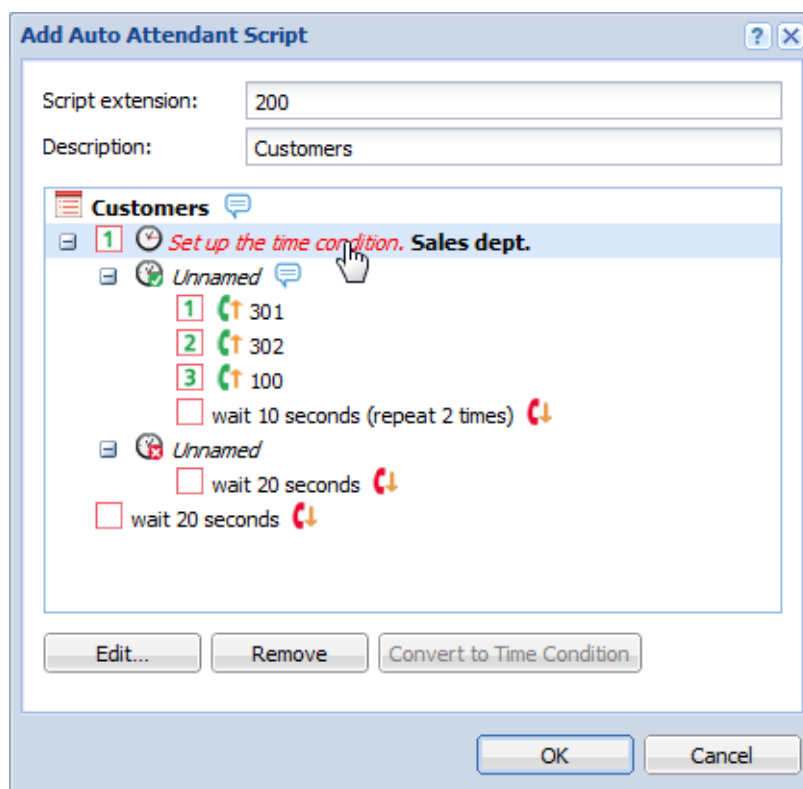 Add Auto Attendant Script ?
Script extension: 200
Description: Customers
Customers
1 Set up the time condition. Sales dept.
Unnamed
1 301
2 302
3 100
wait 10 seconds (repeat 2 times)
Unnamed
wait 20 seconds
wait 20 seconds
Edit... Remove Convert to Time Condition
OK Cancel